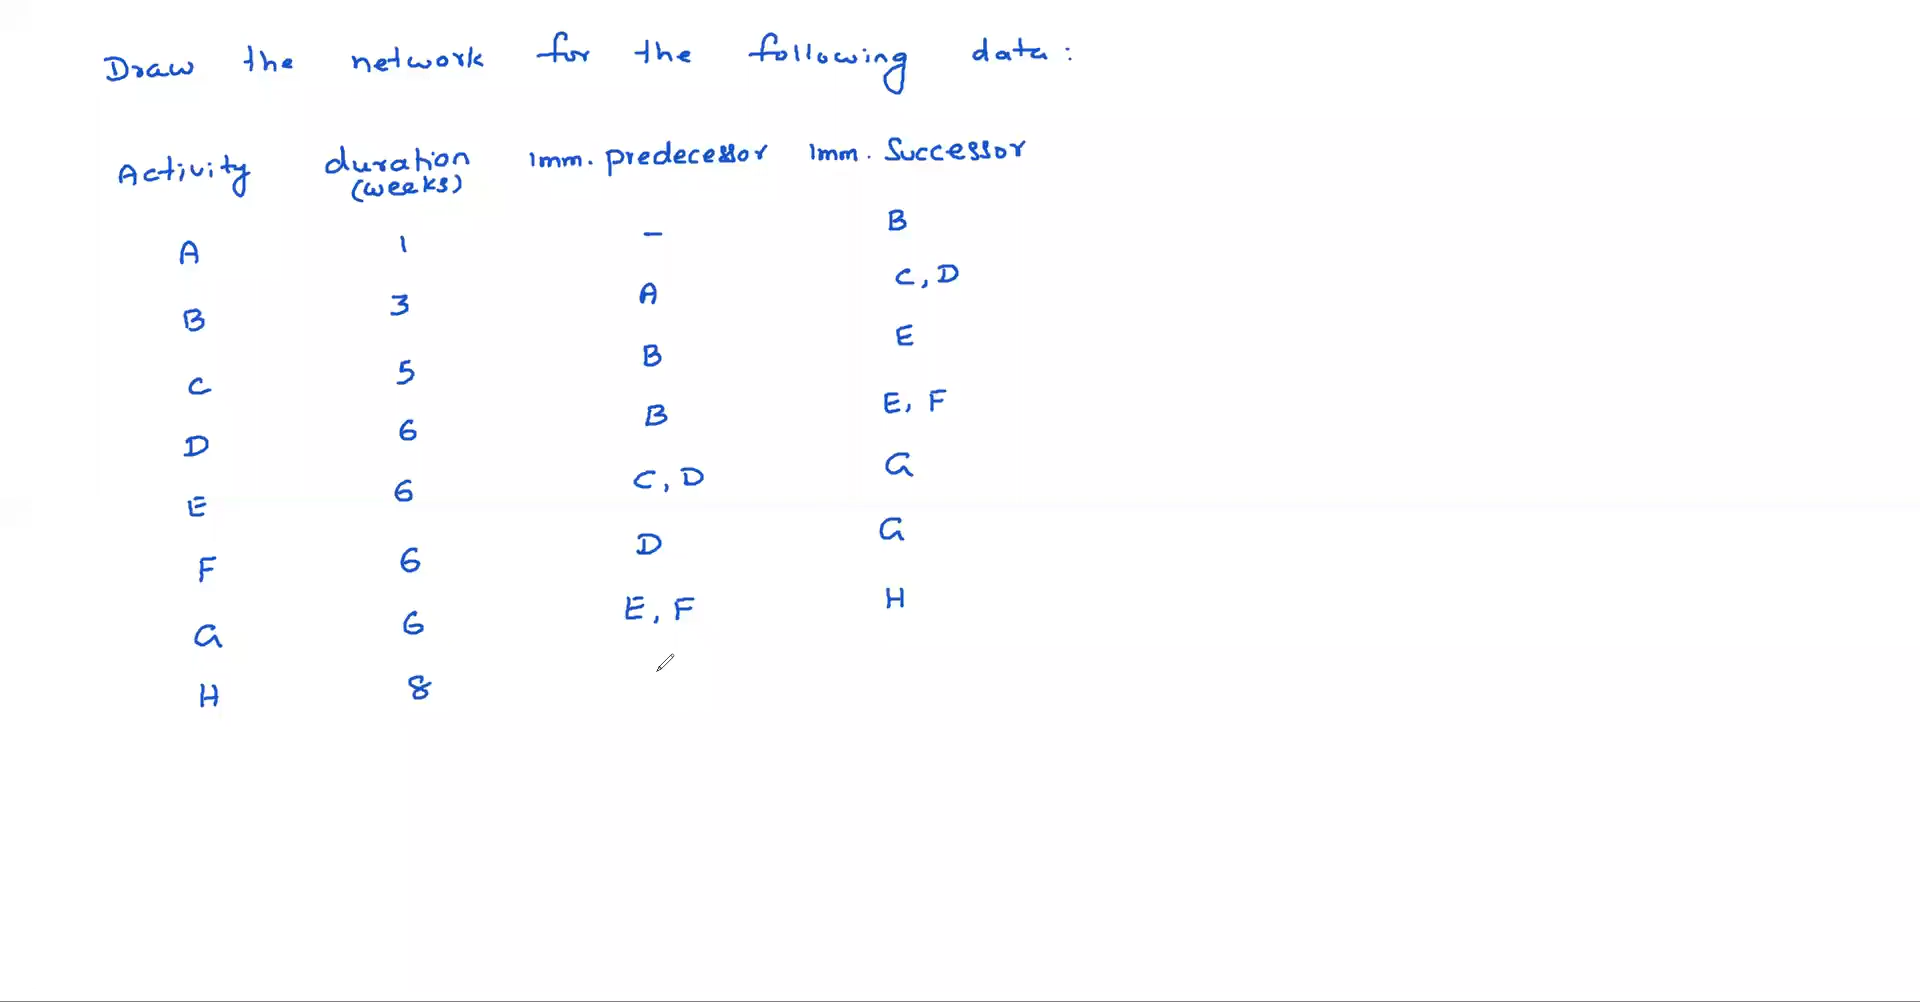 Draw the network for the following data:
Activity duration (weeks) Imm. predecessor Imm. Successor
A 1 - B
B 3 A C, D
C 5 B E
D 6 B E, F
E 6 C, D G
F 6 D G
G 6 E, F H
H 8